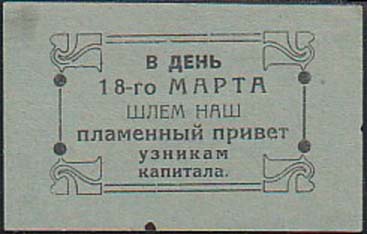 В ДЕНЬ
18-го МАРТА
ШЛЕМ НАШ
пламенный привет
узникам
капитала.